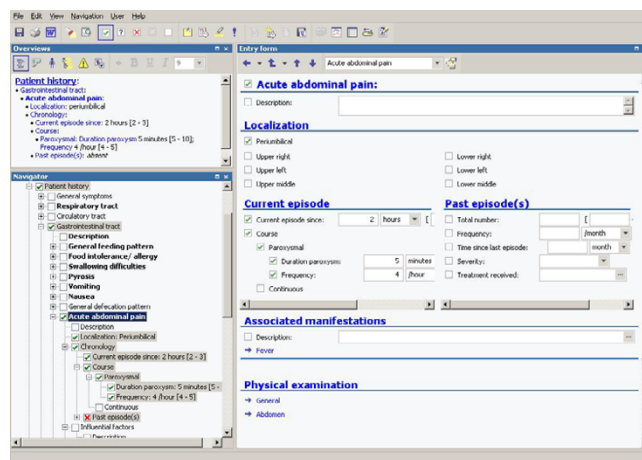 File Edit View Navigation User Help
Overviews
Patient history:
Gastrointestinal tract:
Acute abdominal pain:
Localization: periumbilical
Chronology:
Current episode since: 2 hours [2 - 3]
Course:
Paroxysmal: Duration paroxysm 5 minutes [5 - 10];
Frequency 4 /hour [4 - 5]
Past episode(s): absent
Navigator
Patient history
General symptoms
Respiratory tract
Circulatory tract
Gastrointestinal tract
Description
General feeding pattern
Food intolerance/ allergy
Swallowing difficulties
Pyrosis
Vomiting
Nausea
General defecation pattern
Acute abdominal pain
Description
Localization: Periumbilical
Chronology
Current episode since: 2 hours [2 - 3]
Course
Paroxysmal
Duration paroxysm: 5 minutes [5 -
Frequency: 4 /hour [4 - 5]
Continuous
Past episode(s)
Influential factors
Description
Entry form
Acute abdominal pain
Acute abdominal pain:
Description:
Localization
Periumbilical
Upper right Lower right
Upper left Lower left
Upper middle Lower middle
Current episode Past episode(s)
Current episode since: 2 hours [ Total number: [
Course Frequency: /month
Paroxysmal Time since last episode: month
Duration paroxysm: 5 minutes Severity:
Frequency: 4 /hour Treatment received: ...
Continuous
Associated manifestations
Description: ...
Fever
Physical examination
General
Abdomen